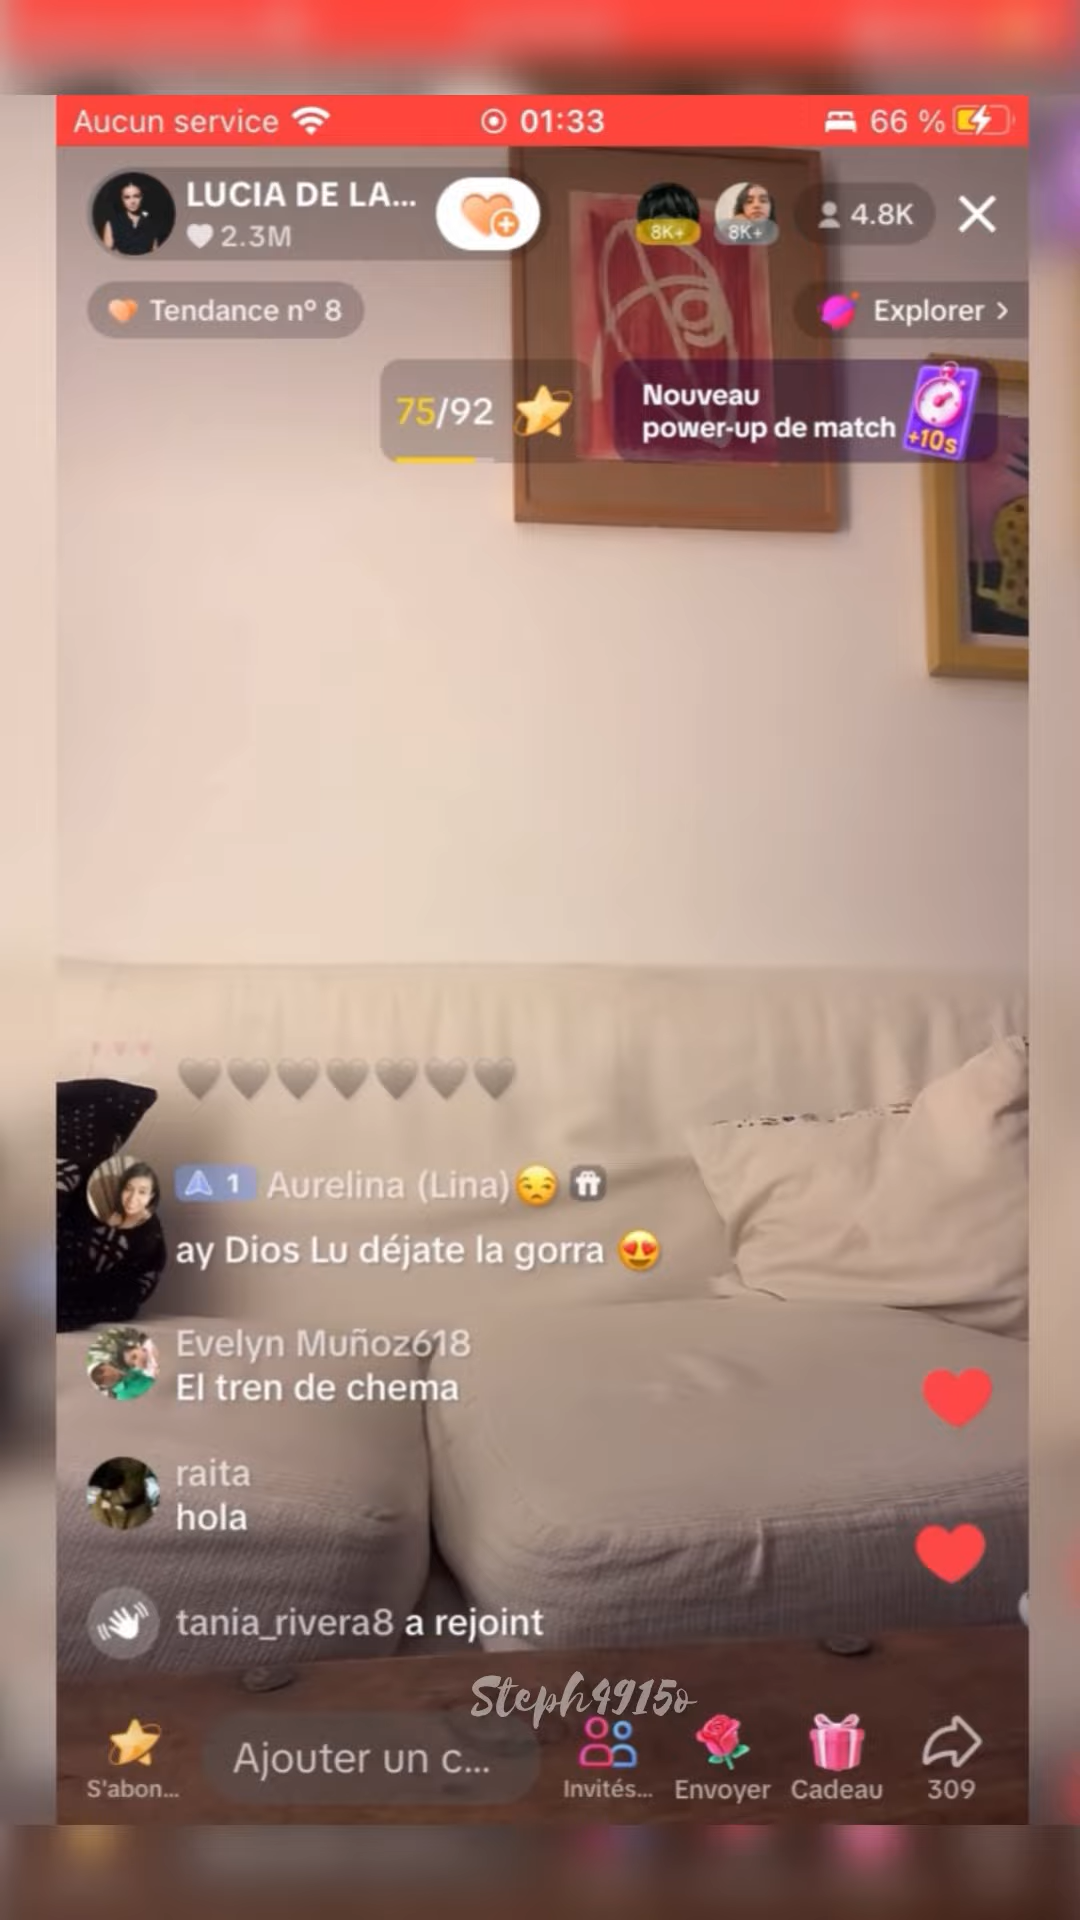 Aucun service
01:33
66 %
LUCIA DE LA...
2.3M
8K+
8K+
4.8K
Tendance n° 8
Explorer >
75/92
Nouveau
power-up de match
+10s
1 Aurelina (Lina)
ay Dios Lu déjate la gorra
Evelyn Muñoz618
El tren de chema
raita
hola
tania_rivera8 a rejoint
Steph4915o
S'abon...
Ajouter un c...
Invités...
Envoyer
Cadeau
309